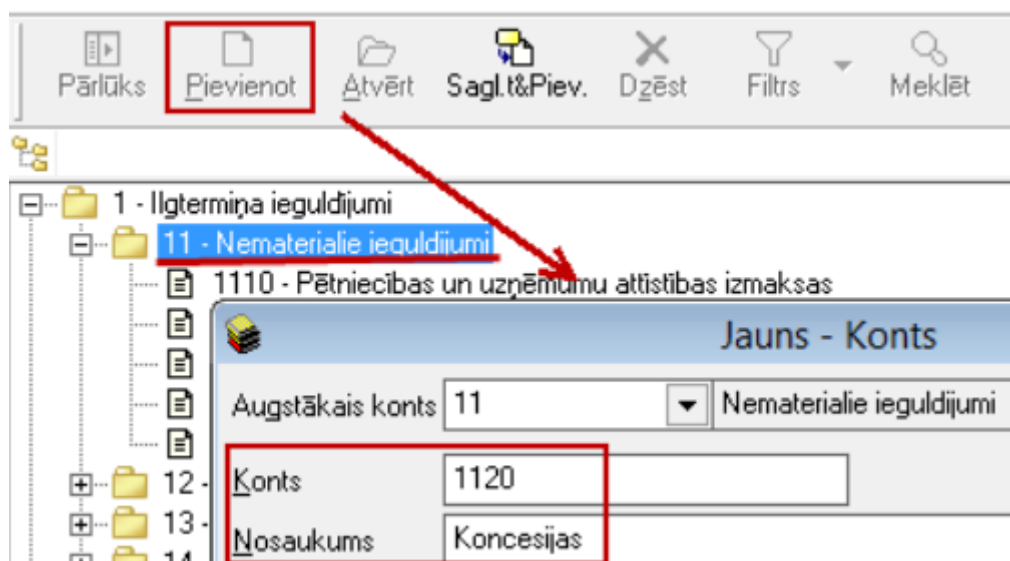 Pārlūks Pievienot Atvērt Sagl.t&Piev. Dzēst Filtrs Meklēt
1 - Ilgtermiņa ieguldījumi
11 - Nemateriālie ieguldījumi
1110 - Pētniecības un uzņēmumu attīstības izmaksas
Jauns - Konts
Augstākais konts 11 Nemateriālie ieguldījumi
12 - Konts 1120
13 - Nosaukums Koncesijas
14